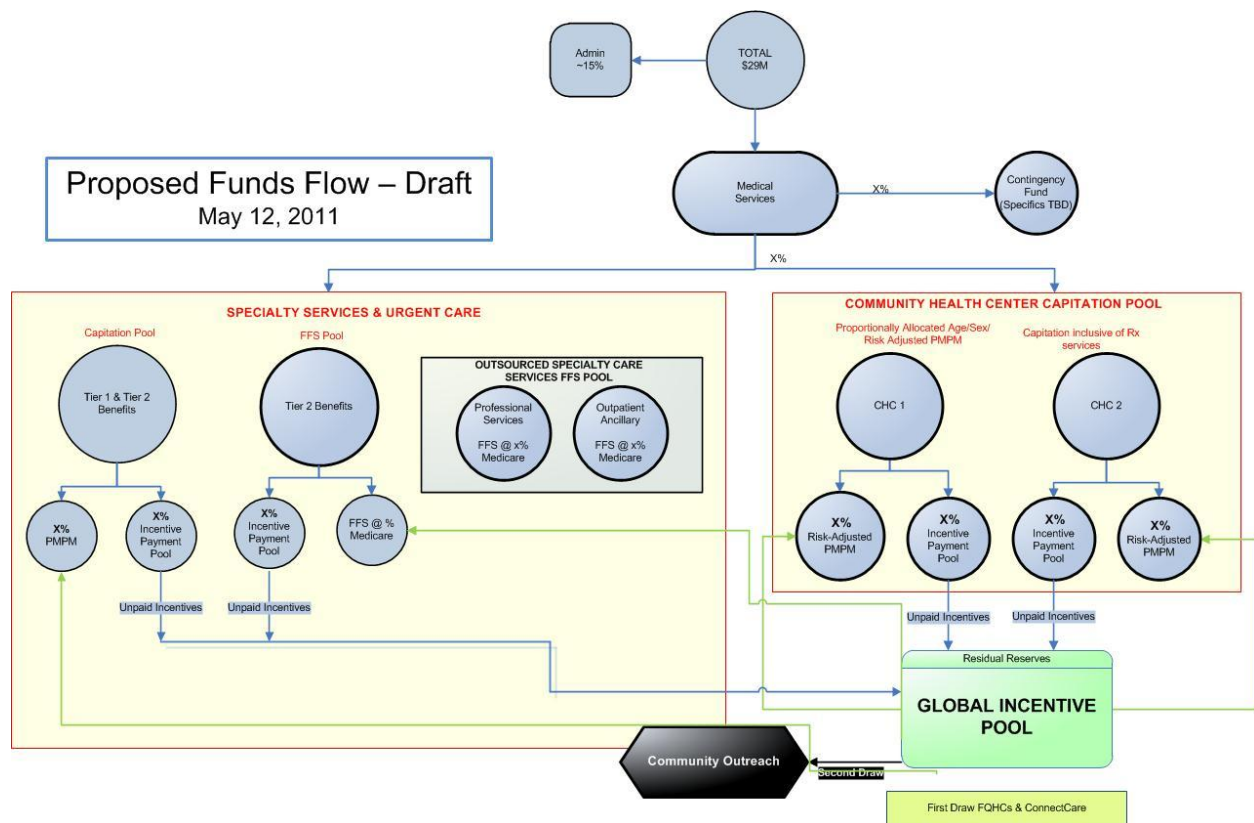 TOTAL
$29M
Admin
~15%
Proposed Funds Flow – Draft
May 12, 2011
Medical
Services
X%
Contingency
Fund
(Specifics TBD)
X%
SPECIALTY SERVICES & URGENT CARE
Capitation Pool
FFS Pool
Tier 1 & Tier 2
Benefits
Tier 2 Benefits
OUTSOURCED SPECIALTY CARE
SERVICES FFS POOL
Professional
Services
FFS @ x%
Medicare
Outpatient
Ancillary
FFS @ x%
Medicare
X%
PMPM
X%
Incentive
Payment
Pool
X%
Incentive
Payment
Pool
FFS @ %
Medicare
Unpaid Incentives
Unpaid Incentives
COMMUNITY HEALTH CENTER CAPITATION POOL
Proportionally Allocated Age/Sex/
Risk Adjusted PMPM
Capitation inclusive of Rx
services
CHC 1
CHC 2
X%
Risk-Adjusted
PMPM
X%
Incentive
Payment
Pool
X%
Incentive
Payment
Pool
X%
Risk-Adjusted
PMPM
Unpaid Incentives
Unpaid Incentives
Residual Reserves
GLOBAL INCENTIVE
POOL
Community Outreach
Second Draw
First Draw FQHCs & ConnectCare